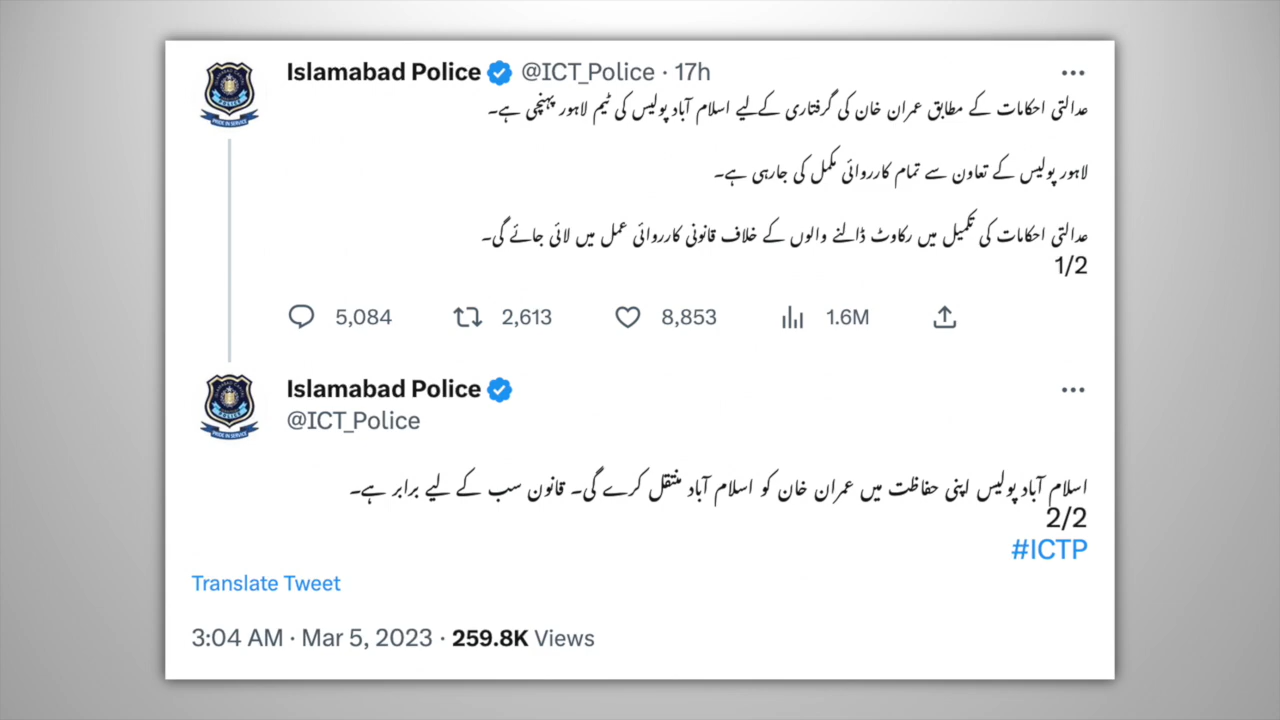 Islamabad Police @ICT_Police · 17h
عدالتی احکامات کے مطابق عمران خان کی گرفتاری کےلیے اسلام آباد پولیس کی ٹیم لاہور پہنچی ہے۔
لاہور پولیس کے تعاون سے تمام کارروائی مکمل کی جارہی ہے۔
عدالتی احکامات کی تکمیل میں رکاوٹ ڈالنے والوں کے خلاف قانونی کارروائی عمل میں لائی جائے گی۔
1/2
5,084 2,613 8,853 1.6M
Islamabad Police
@ICT_Police
اسلام آباد پولیس اپنی حفاظت میں عمران خان کو اسلام آباد منتقل کرے گی۔ قانون سب کے لیے برابر ہے۔
2/2
#ICTP
Translate Tweet
3:04 AM · Mar 5, 2023 · 259.8K Views